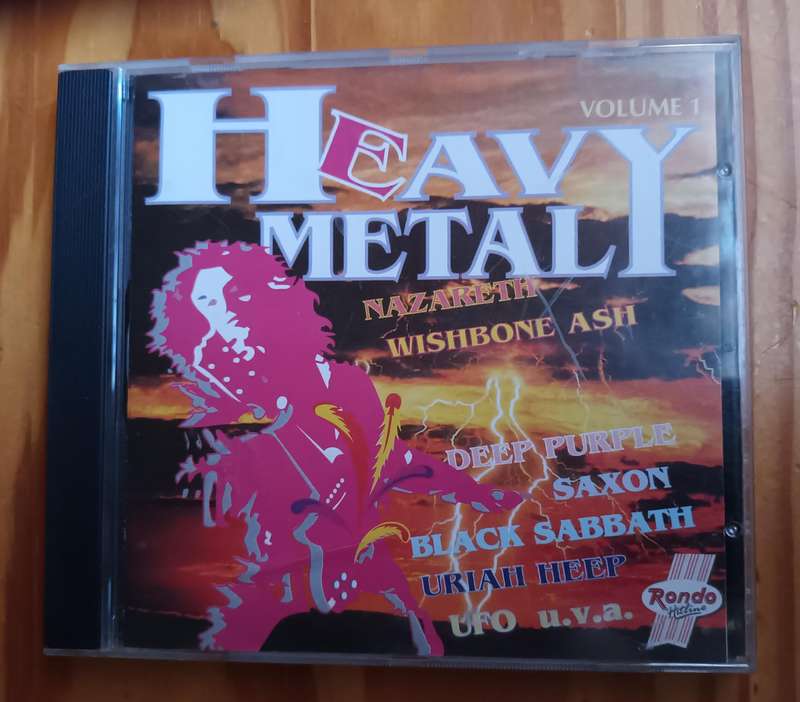 VOLUME 1
HEAVY
METAL
NAZARETH
WISHBONE ASH
DEEP PURPLE
SAXON
BLACK SABBATH
URIAH HEEP
UFO u.v.a.
Rondo
Hitline